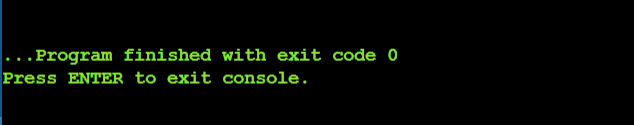 ...Program finished with exit code 0
Press ENTER to exit console.